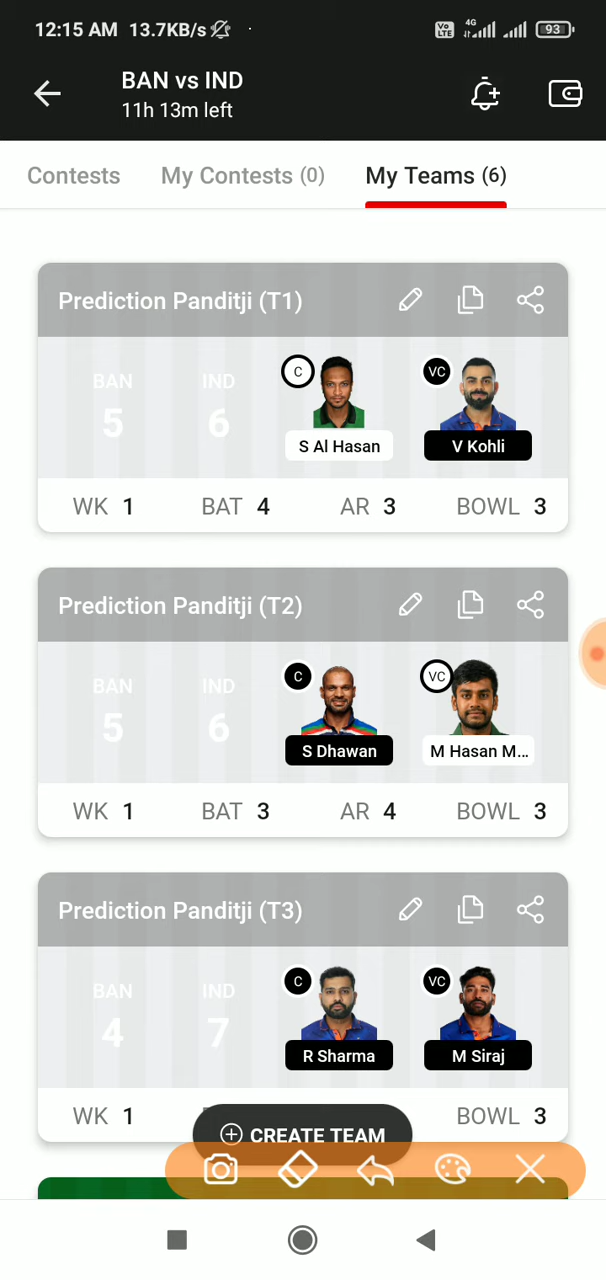 12:15 AM 13.7KB/s
Vo LTE 4G 93
BAN vs IND
11h 13m left
Contests My Contests (0) My Teams (6)
Prediction Panditji (T1)
C VC
BAN IND
5 6
S Al Hasan V Kohli
WK 1 BAT 4 AR 3 BOWL 3
Prediction Panditji (T2)
C VC
BAN IND
5 6
S Dhawan M Hasan M...
WK 1 BAT 3 AR 4 BOWL 3
Prediction Panditji (T3)
C VC
BAN IND
4 7
R Sharma M Siraj
WK 1 BOWL 3
CREATE TEAM